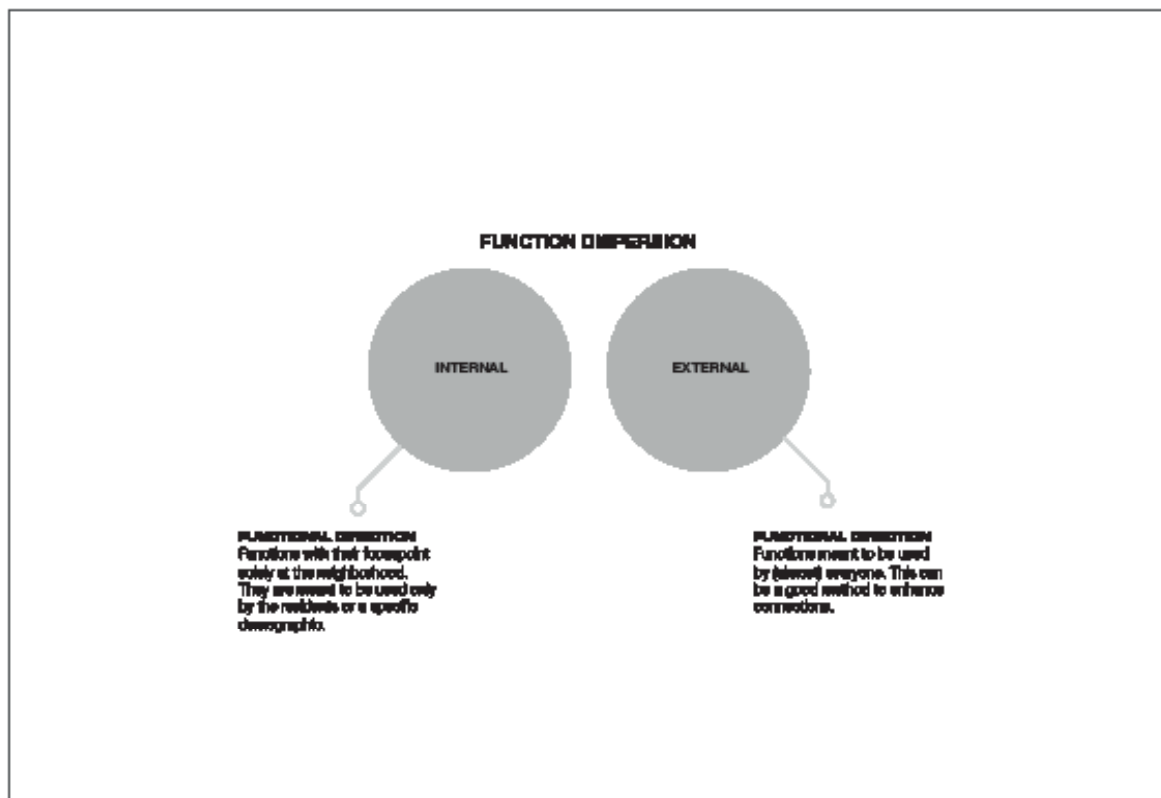 FUNCTION DISPERSION
INTERNAL
EXTERNAL
FUNCTIONAL DIRECTION
Functions with their focuspoint
solely at the neighborhood.
They are meant to be used only
by the residents or a specific
demographic.
FUNCTIONAL DIRECTION
Functions meant to be used
by (almost) everyone. This can
be a good method to enhance
connections.